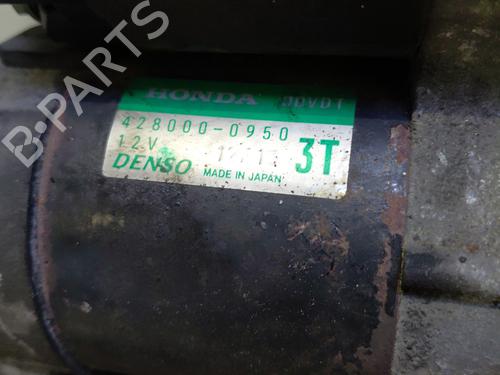 B-PARTS
HONDA
428000-0950
12V 3T
DENSO MADE IN JAPAN